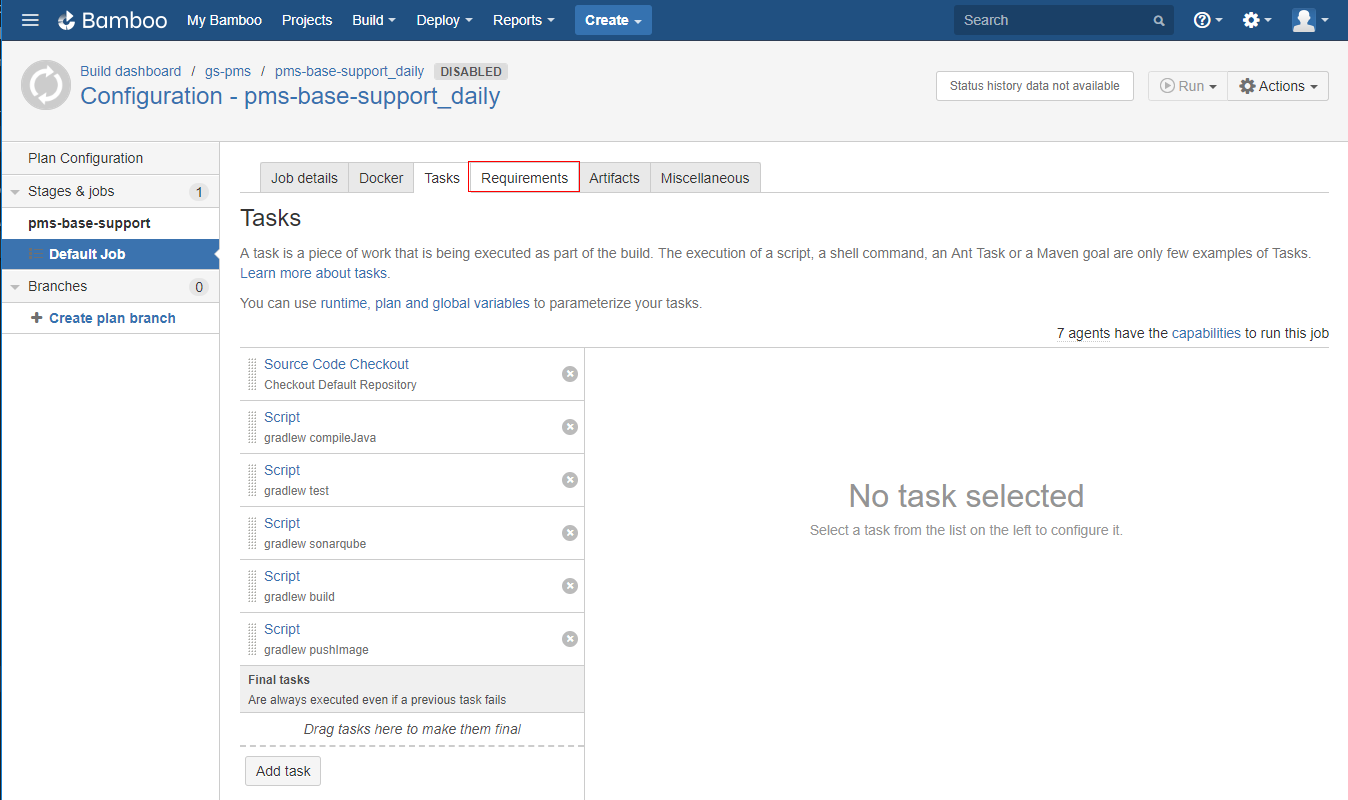 Bamboo My Bamboo Projects Build Deploy Reports Create Search
Build dashboard / gs-pms / pms-base-support_daily DISABLED
Configuration - pms-base-support_daily
Status history data not available
Run Actions
Plan Configuration
Stages & jobs 1
pms-base-support
Default Job
Branches 0
Create plan branch
Job details Docker Tasks Requirements Artifacts Miscellaneous
Tasks
A task is a piece of work that is being executed as part of the build. The execution of a script, a shell command, an Ant Task or a Maven goal are only few examples of Tasks.
Learn more about tasks.
You can use runtime, plan and global variables to parameterize your tasks.
7 agents have the capabilities to run this job
Source Code Checkout
Checkout Default Repository
Script
gradlew compileJava
Script
gradlew test
Script
gradlew sonarqube
Script
gradlew build
Script
gradlew pushImage
Final tasks
Are always executed even if a previous task fails
Drag tasks here to make them final
Add task
No task selected
Select a task from the list on the left to configure it.